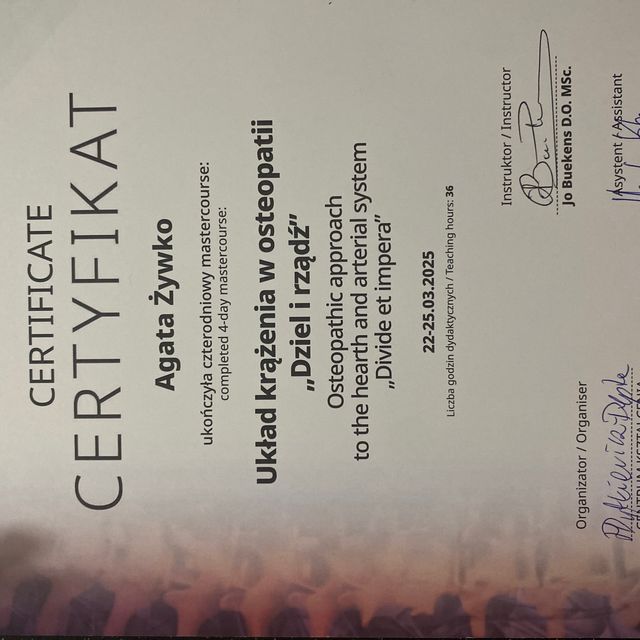 CERTIFICATE
CERTYFIKAT
Agata Żywko
ukończyła czterodniowy mastercourse:
completed 4-day mastercourse:
Układ krążenia w osteopatii
„Dziel i rządź”
Osteopathic approach
to the hearth and arterial system
„Divide et impera”
22-25.03.2025
Liczba godzin dydaktycznych / Teaching hours: 36
Instruktor / Instructor
Jo Buekens D.O. MSc.
Organizator / Organiser
Asystent / Assistant